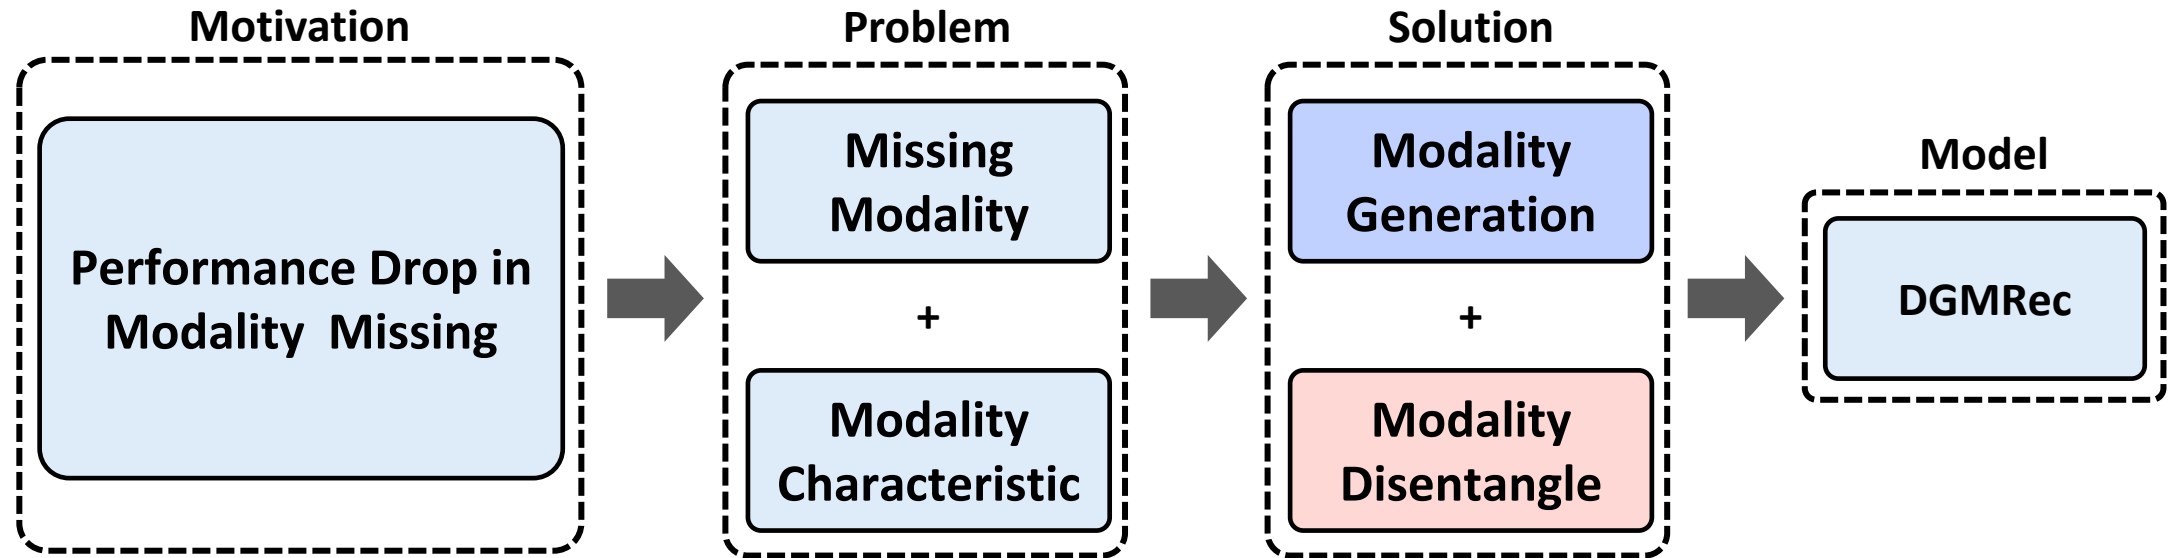 Motivation
Performance Drop in
Modality Missing
Problem
Missing
Modality
+
Modality
Characteristic
Solution
Modality
Generation
+
Modality
Disentangle
Model
DGMRec